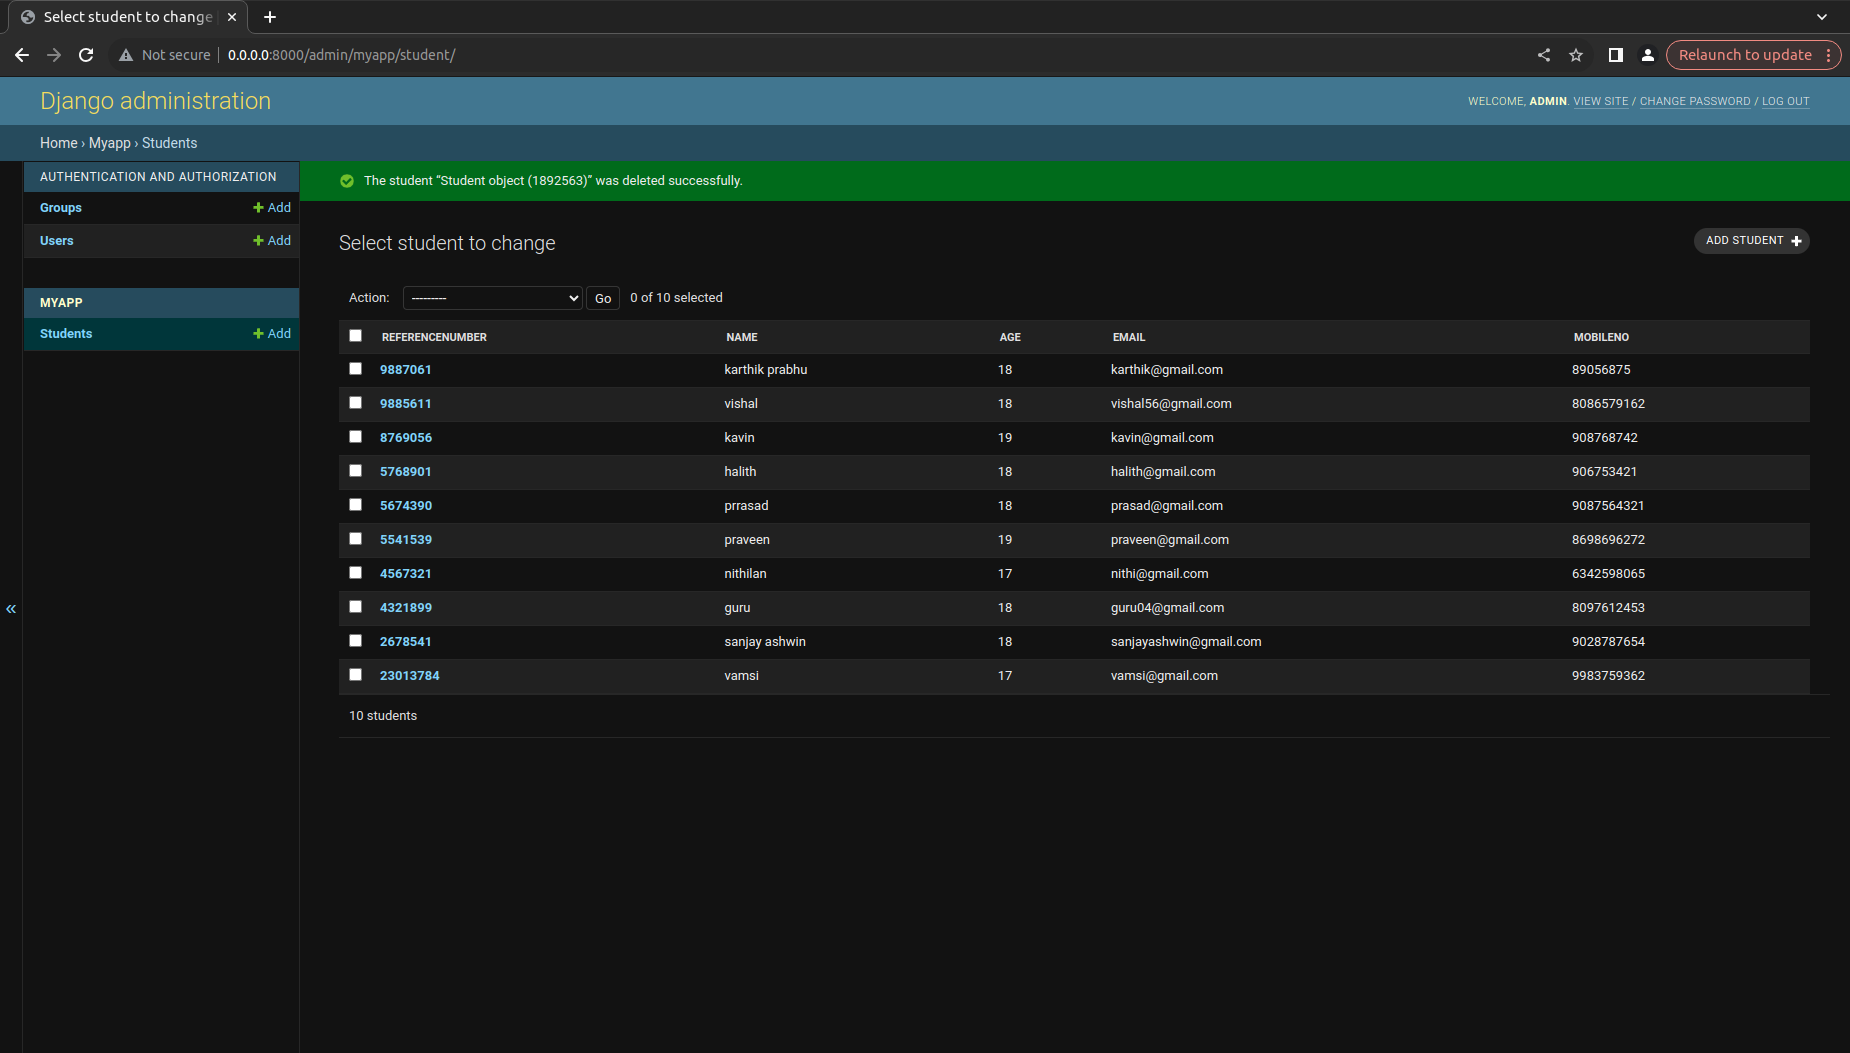 Select student to change
Not secure 0.0.0.0:8000/admin/myapp/student/
Relaunch to update
Django administration
WELCOME, ADMIN. VIEW SITE / CHANGE PASSWORD / LOG OUT
Home › Myapp › Students
AUTHENTICATION AND AUTHORIZATION
Groups + Add
Users + Add
MYAPP
Students + Add
«
The student “Student object (1892563)” was deleted successfully.
Select student to change
ADD STUDENT +
Action: --------- Go 0 of 10 selected
REFERENCENUMBER NAME AGE EMAIL MOBILENO
9887061 karthik prabhu 18 karthik@gmail.com 89056875
9885611 vishal 18 vishal56@gmail.com 8086579162
8769056 kavin 19 kavin@gmail.com 908768742
5768901 halith 18 halith@gmail.com 906753421
5674390 prrasad 18 prasad@gmail.com 9087564321
5541539 praveen 19 praveen@gmail.com 8698696272
4567321 nithilan 17 nithi@gmail.com 6342598065
4321899 guru 18 guru04@gmail.com 8097612453
2678541 sanjay ashwin 18 sanjayashwin@gmail.com 9028787654
23013784 vamsi 17 vamsi@gmail.com 9983759362
10 students